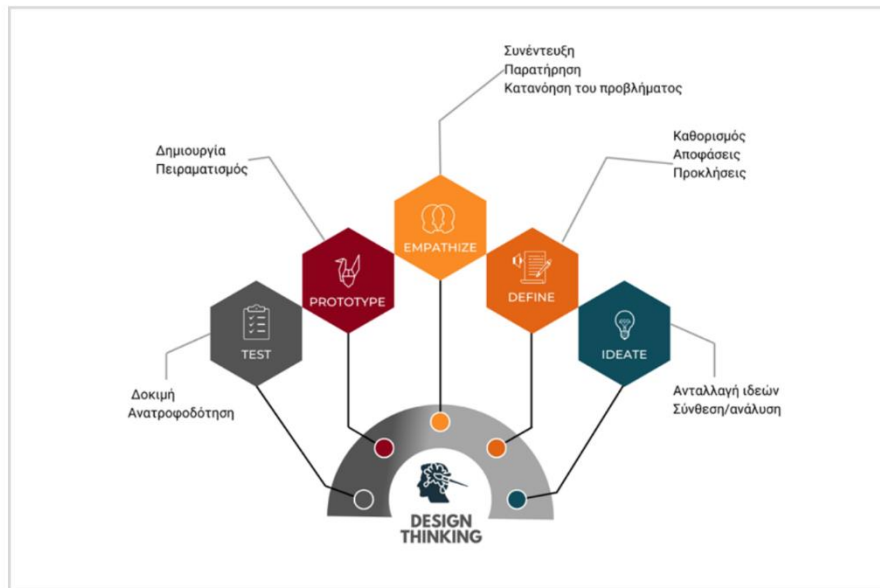 Συνέντευξη
Παρατήρηση
Κατανόηση του προβλήματος
Δημιουργία
Πειραματισμός
Καθορισμός
Αποφάσεις
Προκλήσεις
EMPATHIZE
PROTOTYPE
DEFINE
TEST
IDEATE
Δοκιμή
Ανατροφοδότηση
Ανταλλαγή ιδεών
Σύνθεση/ανάλυση
DESIGN
THINKING